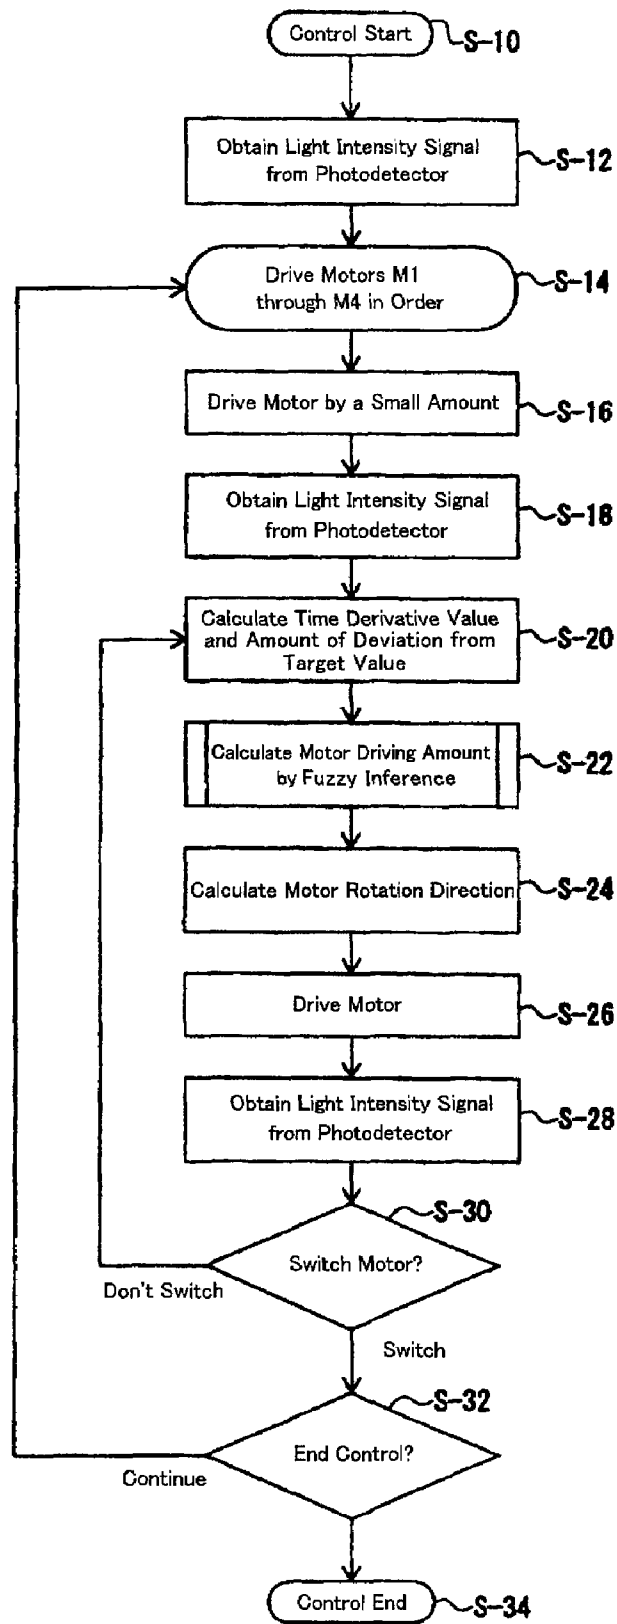 Control Start
S-10
Obtain Light Intensity Signal
from Photodetector
S-12
Drive Motors M1
through M4 in Order
S-14
Drive Motor by a Small Amount
S-16
Obtain Light Intensity Signal
from Photodetector
S-18
Calculate Time Derivative Value
and Amount of Deviation from
Target Value
S-20
Calculate Motor Driving Amount
by Fuzzy Inference
S-22
Calculate Motor Rotation Direction
S-24
Drive Motor
S-26
Obtain Light Intensity Signal
from Photodetector
S-28
S-30
Switch Motor?
Don't Switch
Switch
S-32
End Control?
Continue
Control End
S-34